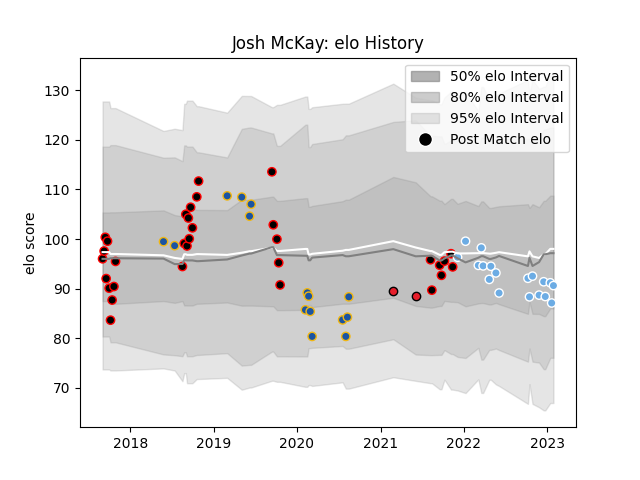 Josh McKay: elo History
elo score
130
120
110
100
90
80
70
50% elo Interval
80% elo Interval
95% elo Interval
Post Match elo
2018 2019 2020 2021 2022 2023